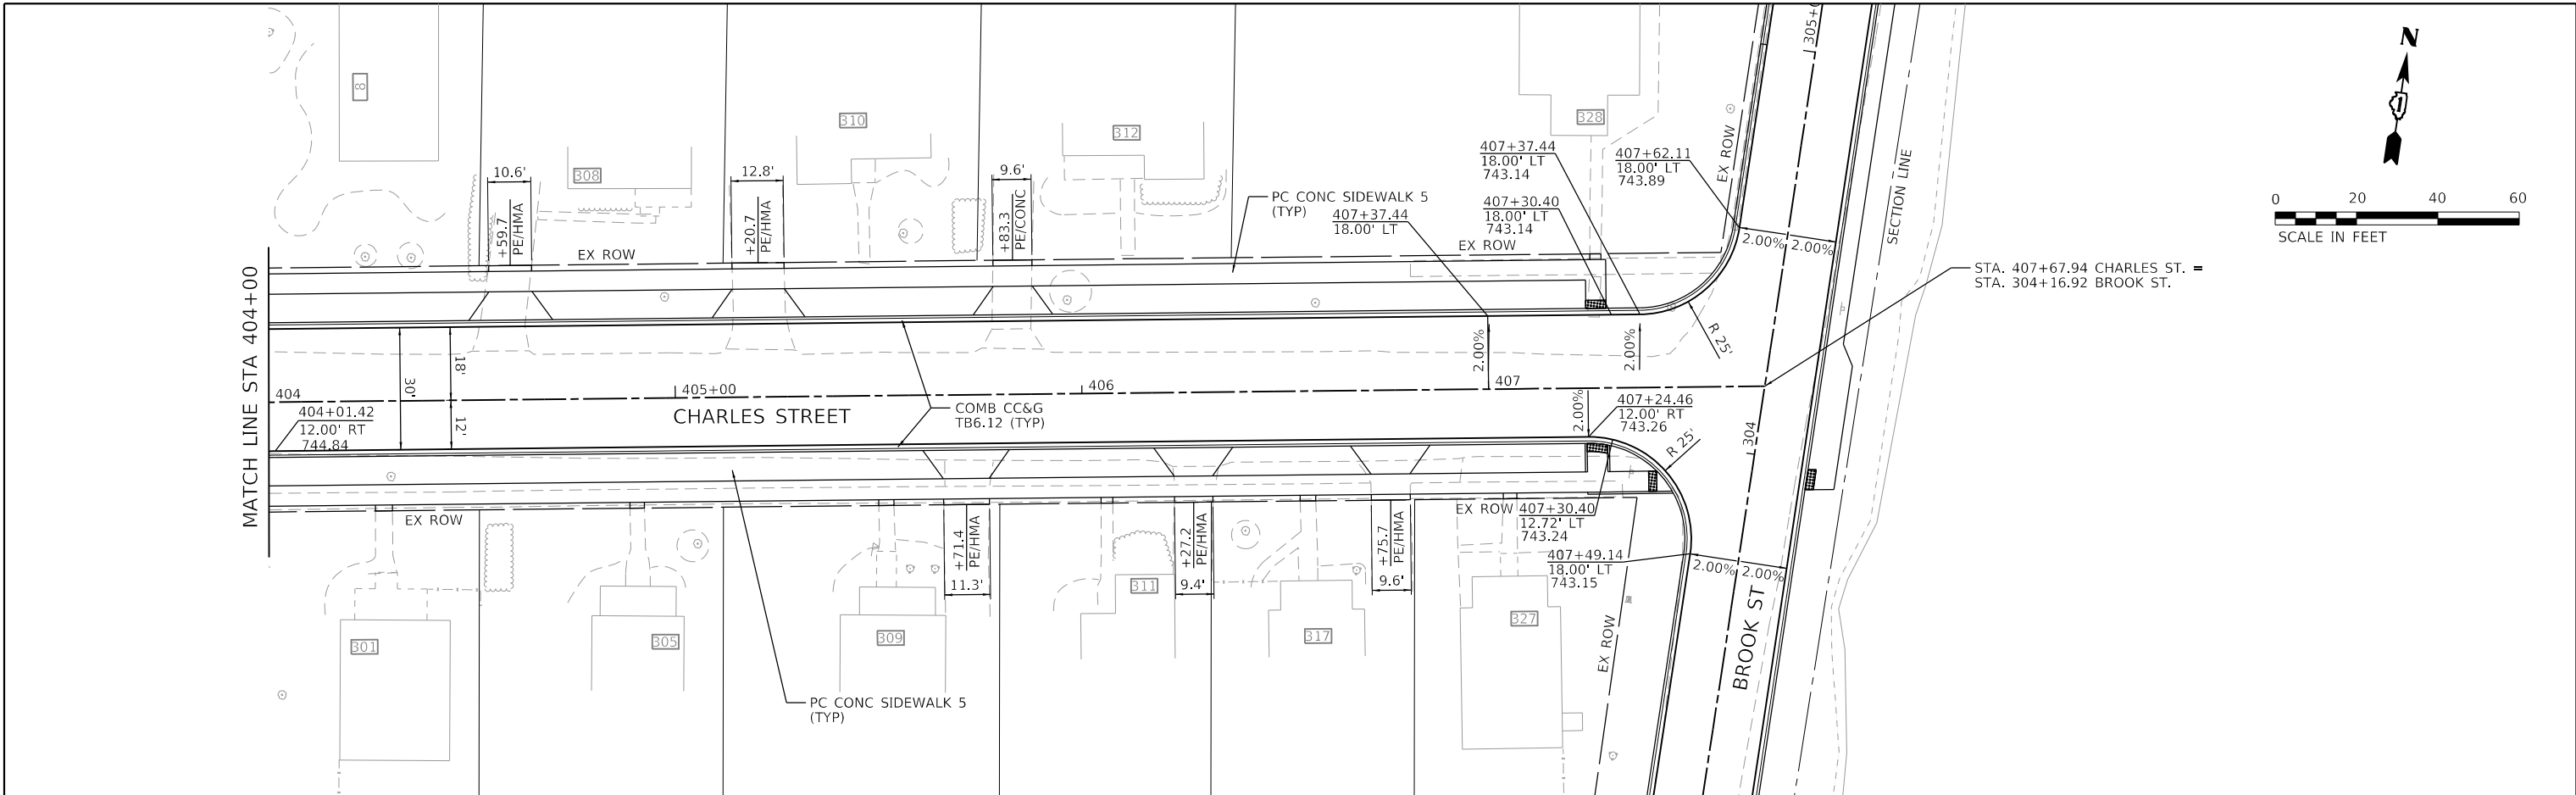 305+0
N
8
310
312
328
308
10.6'
+59.7
PE/HMA
12.8'
+20.7
PE/HMA
9.6'
+83.3
PE/CONC
PC CONC SIDEWALK 5
(TYP)
407+37.44
18.00' LT
407+37.44
18.00' LT
743.14
407+30.40
18.00' LT
743.14
407+62.11
18.00' LT
743.89
EX ROW
EX ROW
EX ROW
SECTION LINE
0 20 40 60
SCALE IN FEET
2.00% 2.00%
STA. 407+67.94 CHARLES ST. =
STA. 304+16.92 BROOK ST.
MATCH LINE STA 404+00
R 25'
2.00%
2.00%
18'
30'
12'
404
405+00
406
407
404+01.42
12.00' RT
744.84
CHARLES STREET
COMB CC&G
TB6.12 (TYP)
2.00%
407+24.46
12.00' RT
743.26
R 25'
304
EX ROW
EX ROW
407+30.40
12.72' LT
743.24
407+49.14
18.00' LT
743.15
2.00% 2.00%
+71.4
PE/HMA
11.3'
+27.2
PE/HMA
9.4'
+75.7
PE/HMA
9.6'
301
305
309
311
317
327
EX ROW
BROOK ST
PC CONC SIDEWALK 5
(TYP)